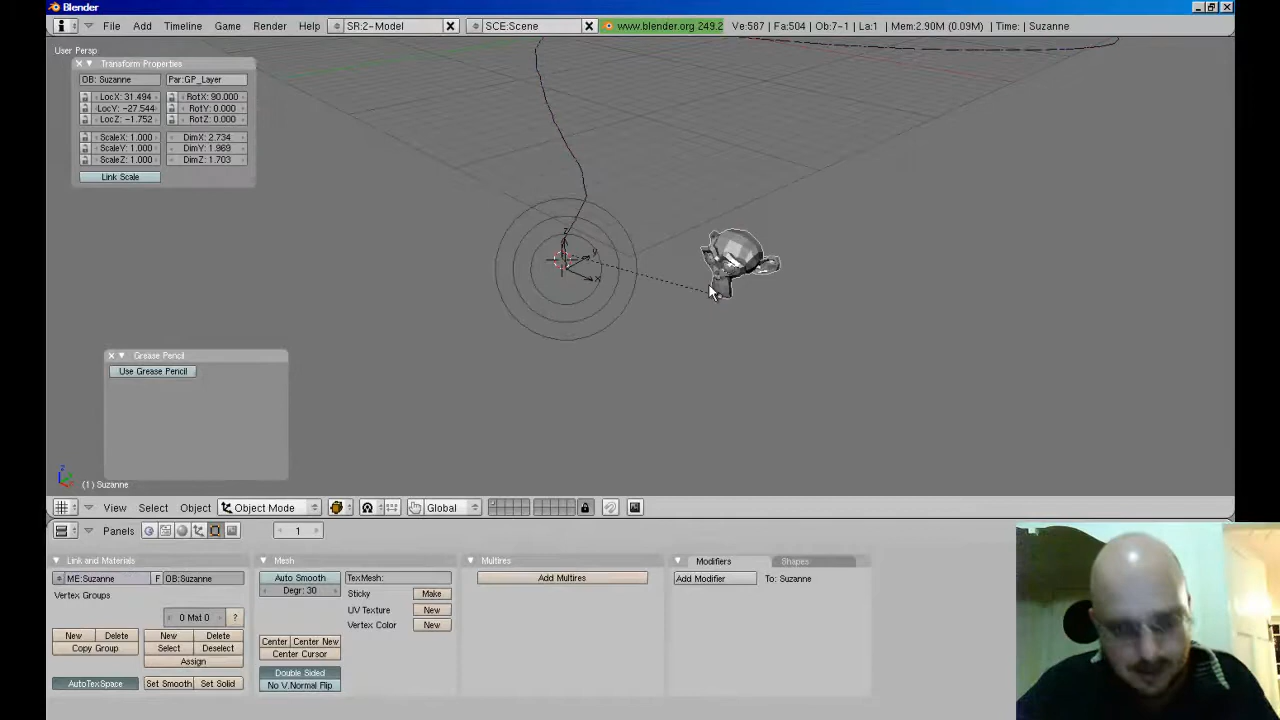 Blender
File Add Timeline Game Render Help SR:2-Model SCE:Scene www.blender.org 249.2 Ve:587 | Fa:504 | Ob:7-1 | La:1 | Mem:2.90M (0.09M) | Time: | Suzanne
User Persp
Transform Properties
OB: Suzanne Par:GP_Layer
LocX: 31.494 RotX: 90.000
LocY: -27.544 RotY: 0.000
LocZ: -1.752 RotZ: 0.000
ScaleX: 1.000 DimX: 2.734
ScaleY: 1.000 DimY: 1.969
ScaleZ: 1.000 DimZ: 1.703
Link Scale
z
y
x
Grease Pencil
Use Grease Pencil
z
(1) Suzanne
View Select Object Object Mode Global
Panels 1
Link and Materials Mesh Multires Modifiers Shapes
ME:Suzanne F OB:Suzanne Auto Smooth TexMesh: Add Multires Add Modifier To: Suzanne
Degr: 30 Sticky Make
Vertex Groups
UV Texture New
0 Mat 0 ? Vertex Color New
New Delete New Delete Center Center New
Copy Group Select Deselect Center Cursor
Assign
Double Sided
AutoTexSpace Set Smooth Set Solid No V.Normal Flip